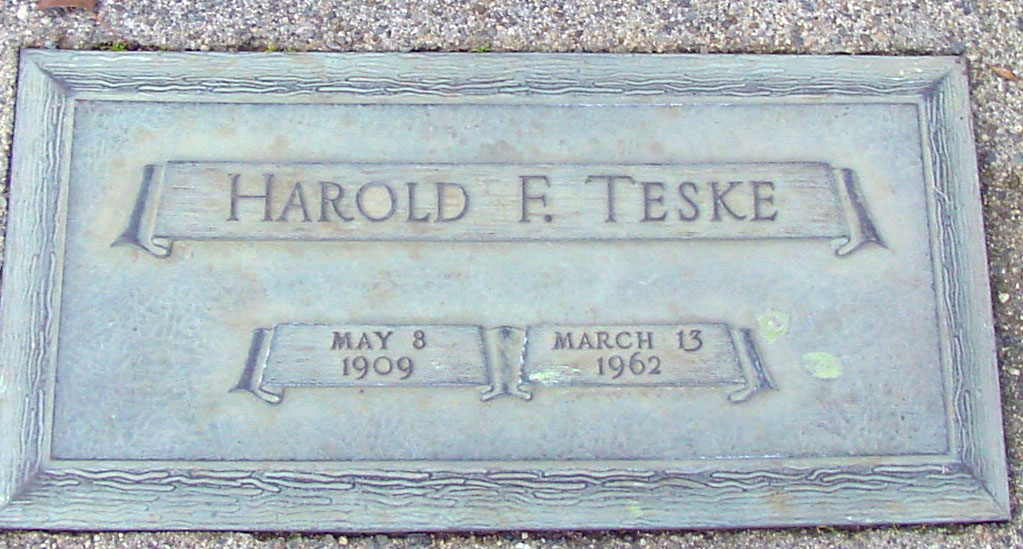 HAROLD F. TESKE
MAY 8
1909
MARCH 13
1962